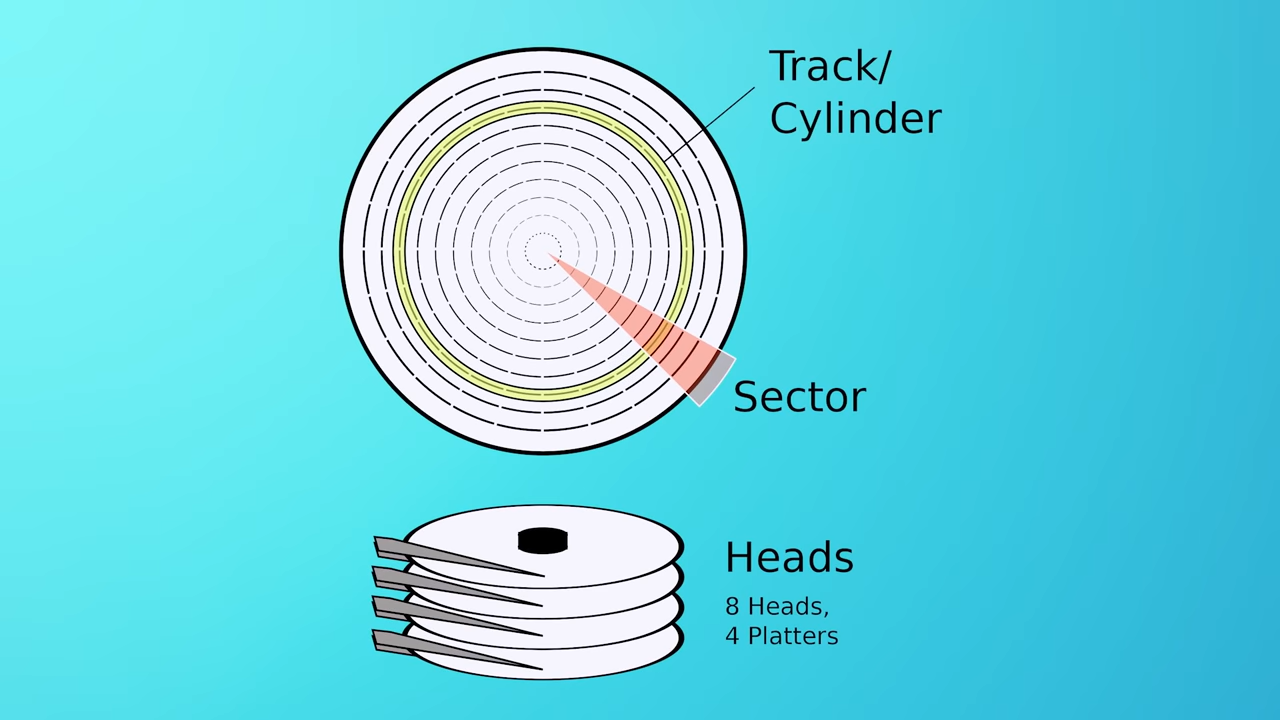 Track/
Cylinder
Sector
Heads
8 Heads,
4 Platters